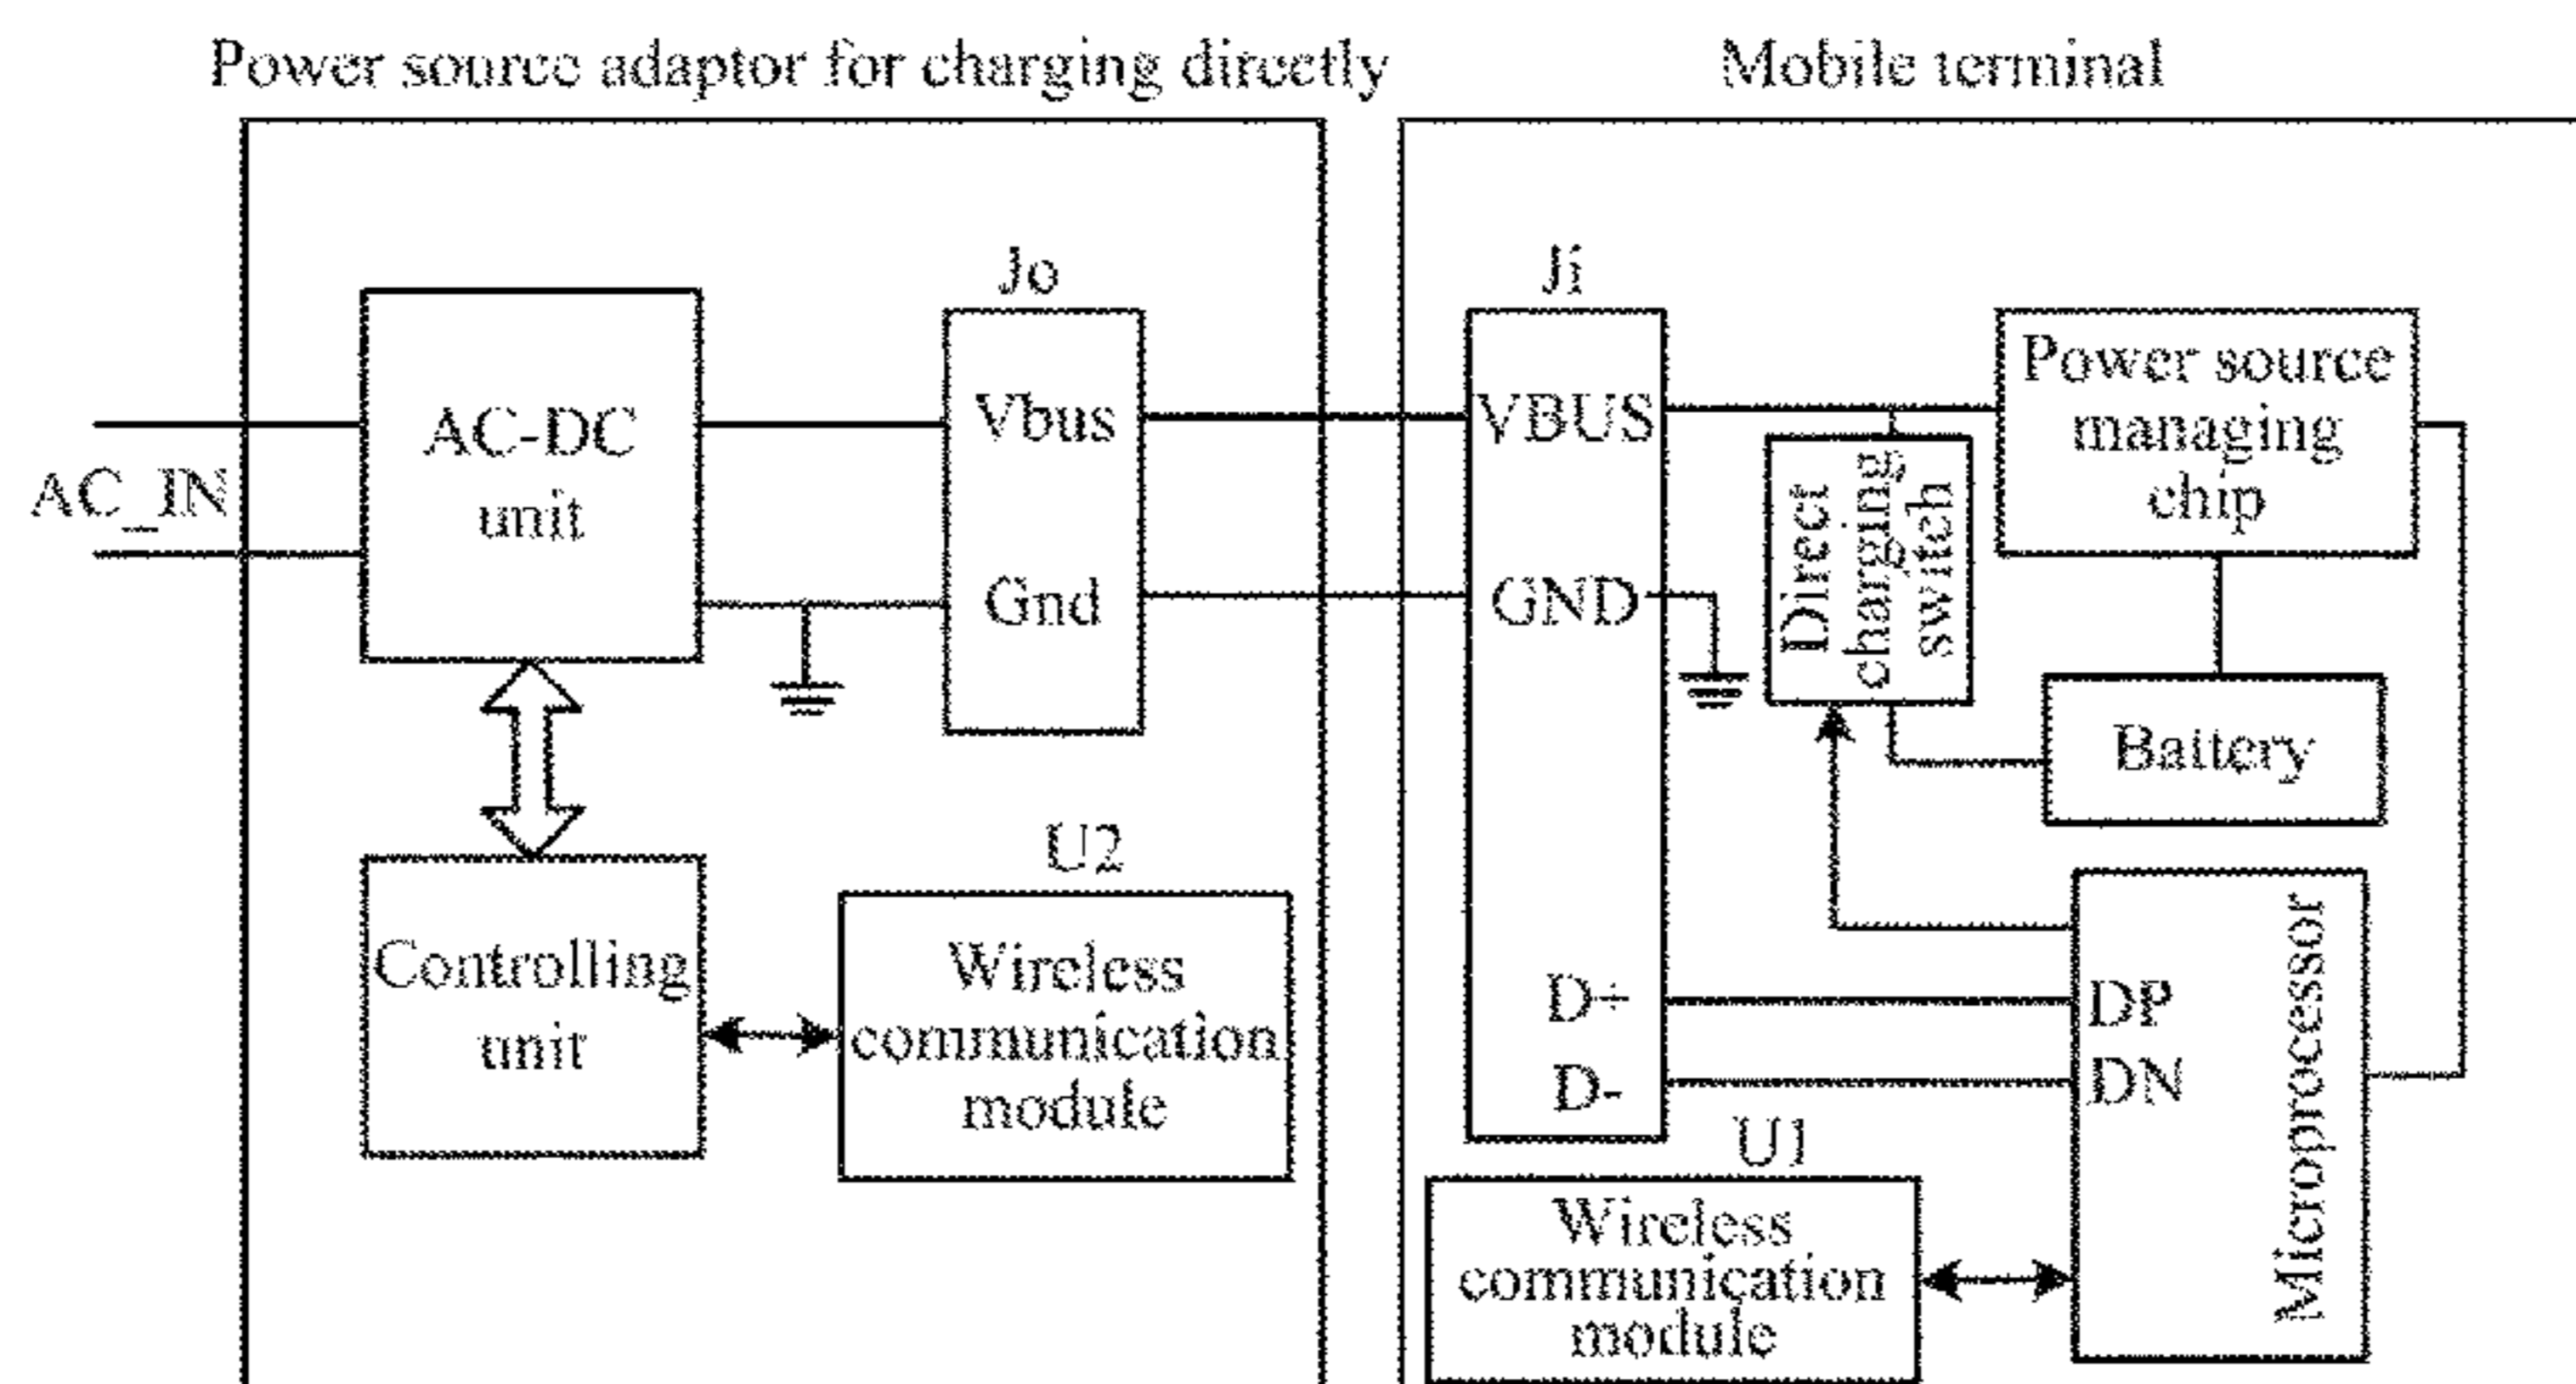 Power source adaptor for charging directly
Mobile terminal
AC_IN
AC-DC
unit
Jo
Vbus
Gnd
Controlling
unit
U2
Wireless
communication
module
Ji
VBUS
GND
D+
D-
Direct
charging
switch
Power source
managing
chip
Battery
DP
DN
Microprocessor
U1
Wireless
communication
module